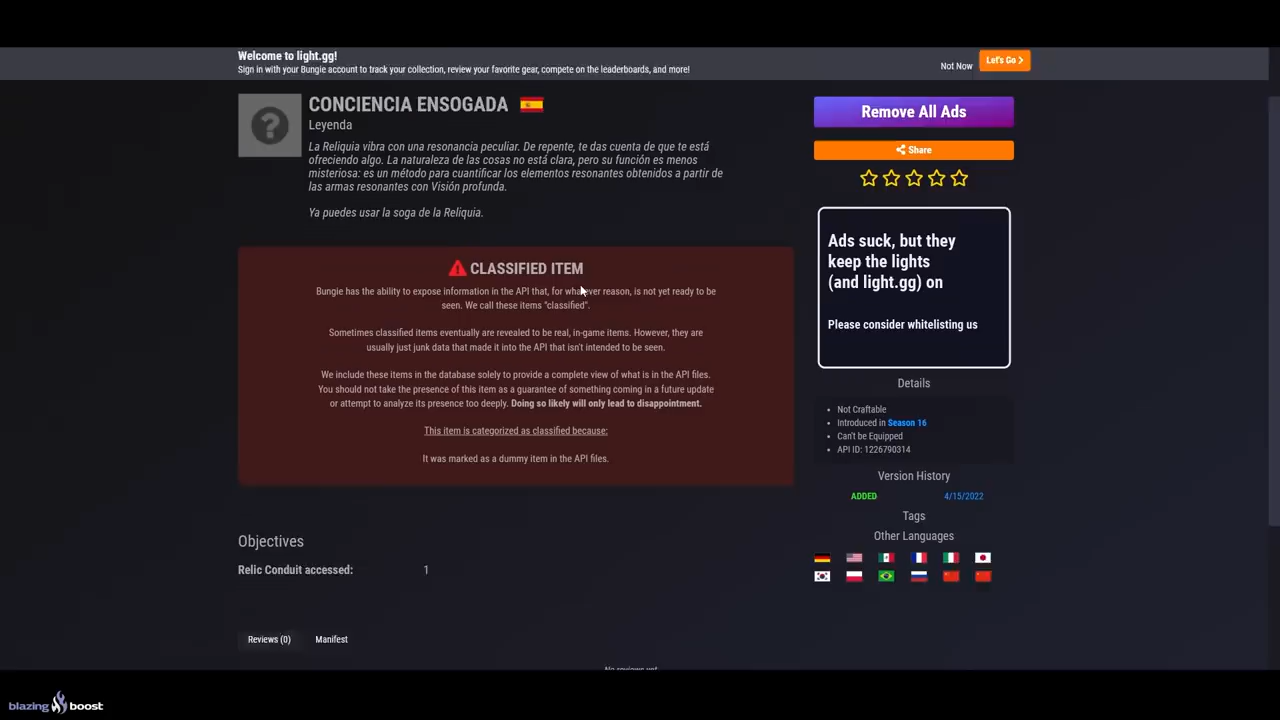 Welcome to light.gg!
Sign in with your Bungie account to track your collection, review your favorite gear, compete on the leaderboards, and more!
Not Now
Let's Go
CONCIENCIA ENSOGADA
Leyenda
La Reliquia vibra con una resonancia peculiar. De repente, te das cuenta de que te está
ofreciendo algo. La naturaleza de las cosas no está clara, pero su función es menos
misteriosa: es un método para cuantificar los elementos resonantes obtenidos a partir de
las armas resonantes con Visión profunda.
Ya puedes usar la soga de la Reliquia.
Remove All Ads
Share
CLASSIFIED ITEM
Bungie has the ability to expose information in the API that, for whatever reason, is not yet ready to be
seen. We call these items "classified".
Sometimes classified items eventually are revealed to be real, in-game items. However, they are
usually just junk data that made it into the API that isn't intended to be seen.
We include these items in the database solely to provide a complete view of what is in the API files.
You should not take the presence of this item as a guarantee of something coming in a future update
or attempt to analyze its presence too deeply. Doing so likely will only lead to disappointment.
This item is categorized as classified because:
It was marked as a dummy item in the API files.
Ads suck, but they
keep the lights
(and light.gg) on
Please consider whitelisting us
Details
Not Craftable
Introduced in Season 16
Can't be Equipped
API ID: 1226790314
Version History
ADDED 4/15/2022
Tags
Other Languages
Objectives
Relic Conduit accessed: 1
Reviews (0) Manifest
No reviews yet
blazing boost